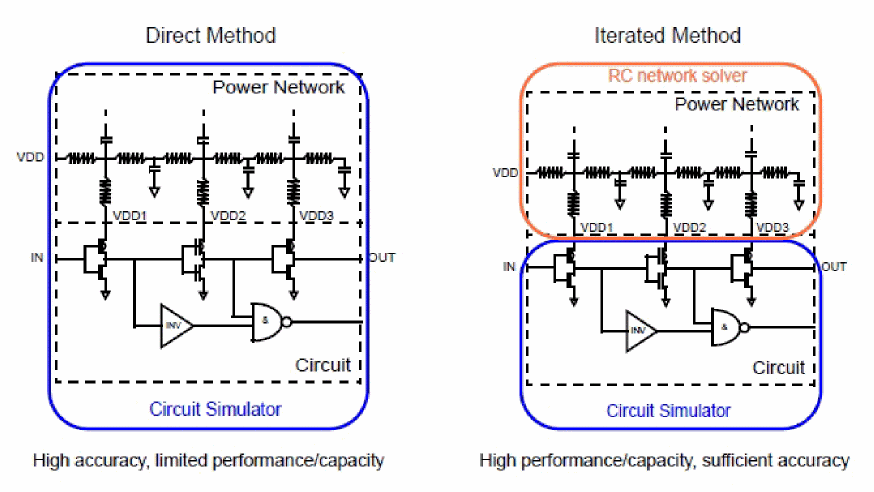 Direct Method
Power Network
VDD
VDD1 VDD2 VDD3
IN
OUT
INV
&
Circuit
Circuit Simulator
High accuracy, limited performance/capacity
Iterated Method
RC network solver
Power Network
VDD
VDD1 VDD2 VDD3
IN
OUT
INV
&
Circuit
Circuit Simulator
High performance/capacity, sufficient accuracy